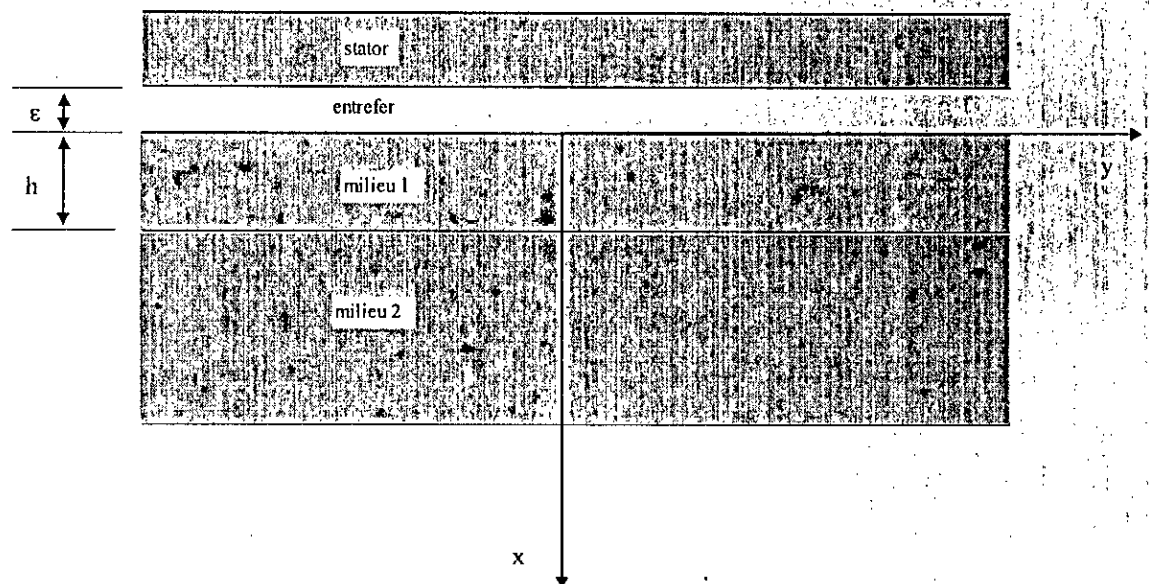 stator
entrefer
ε
h
milieu 1
y
milieu 2
x